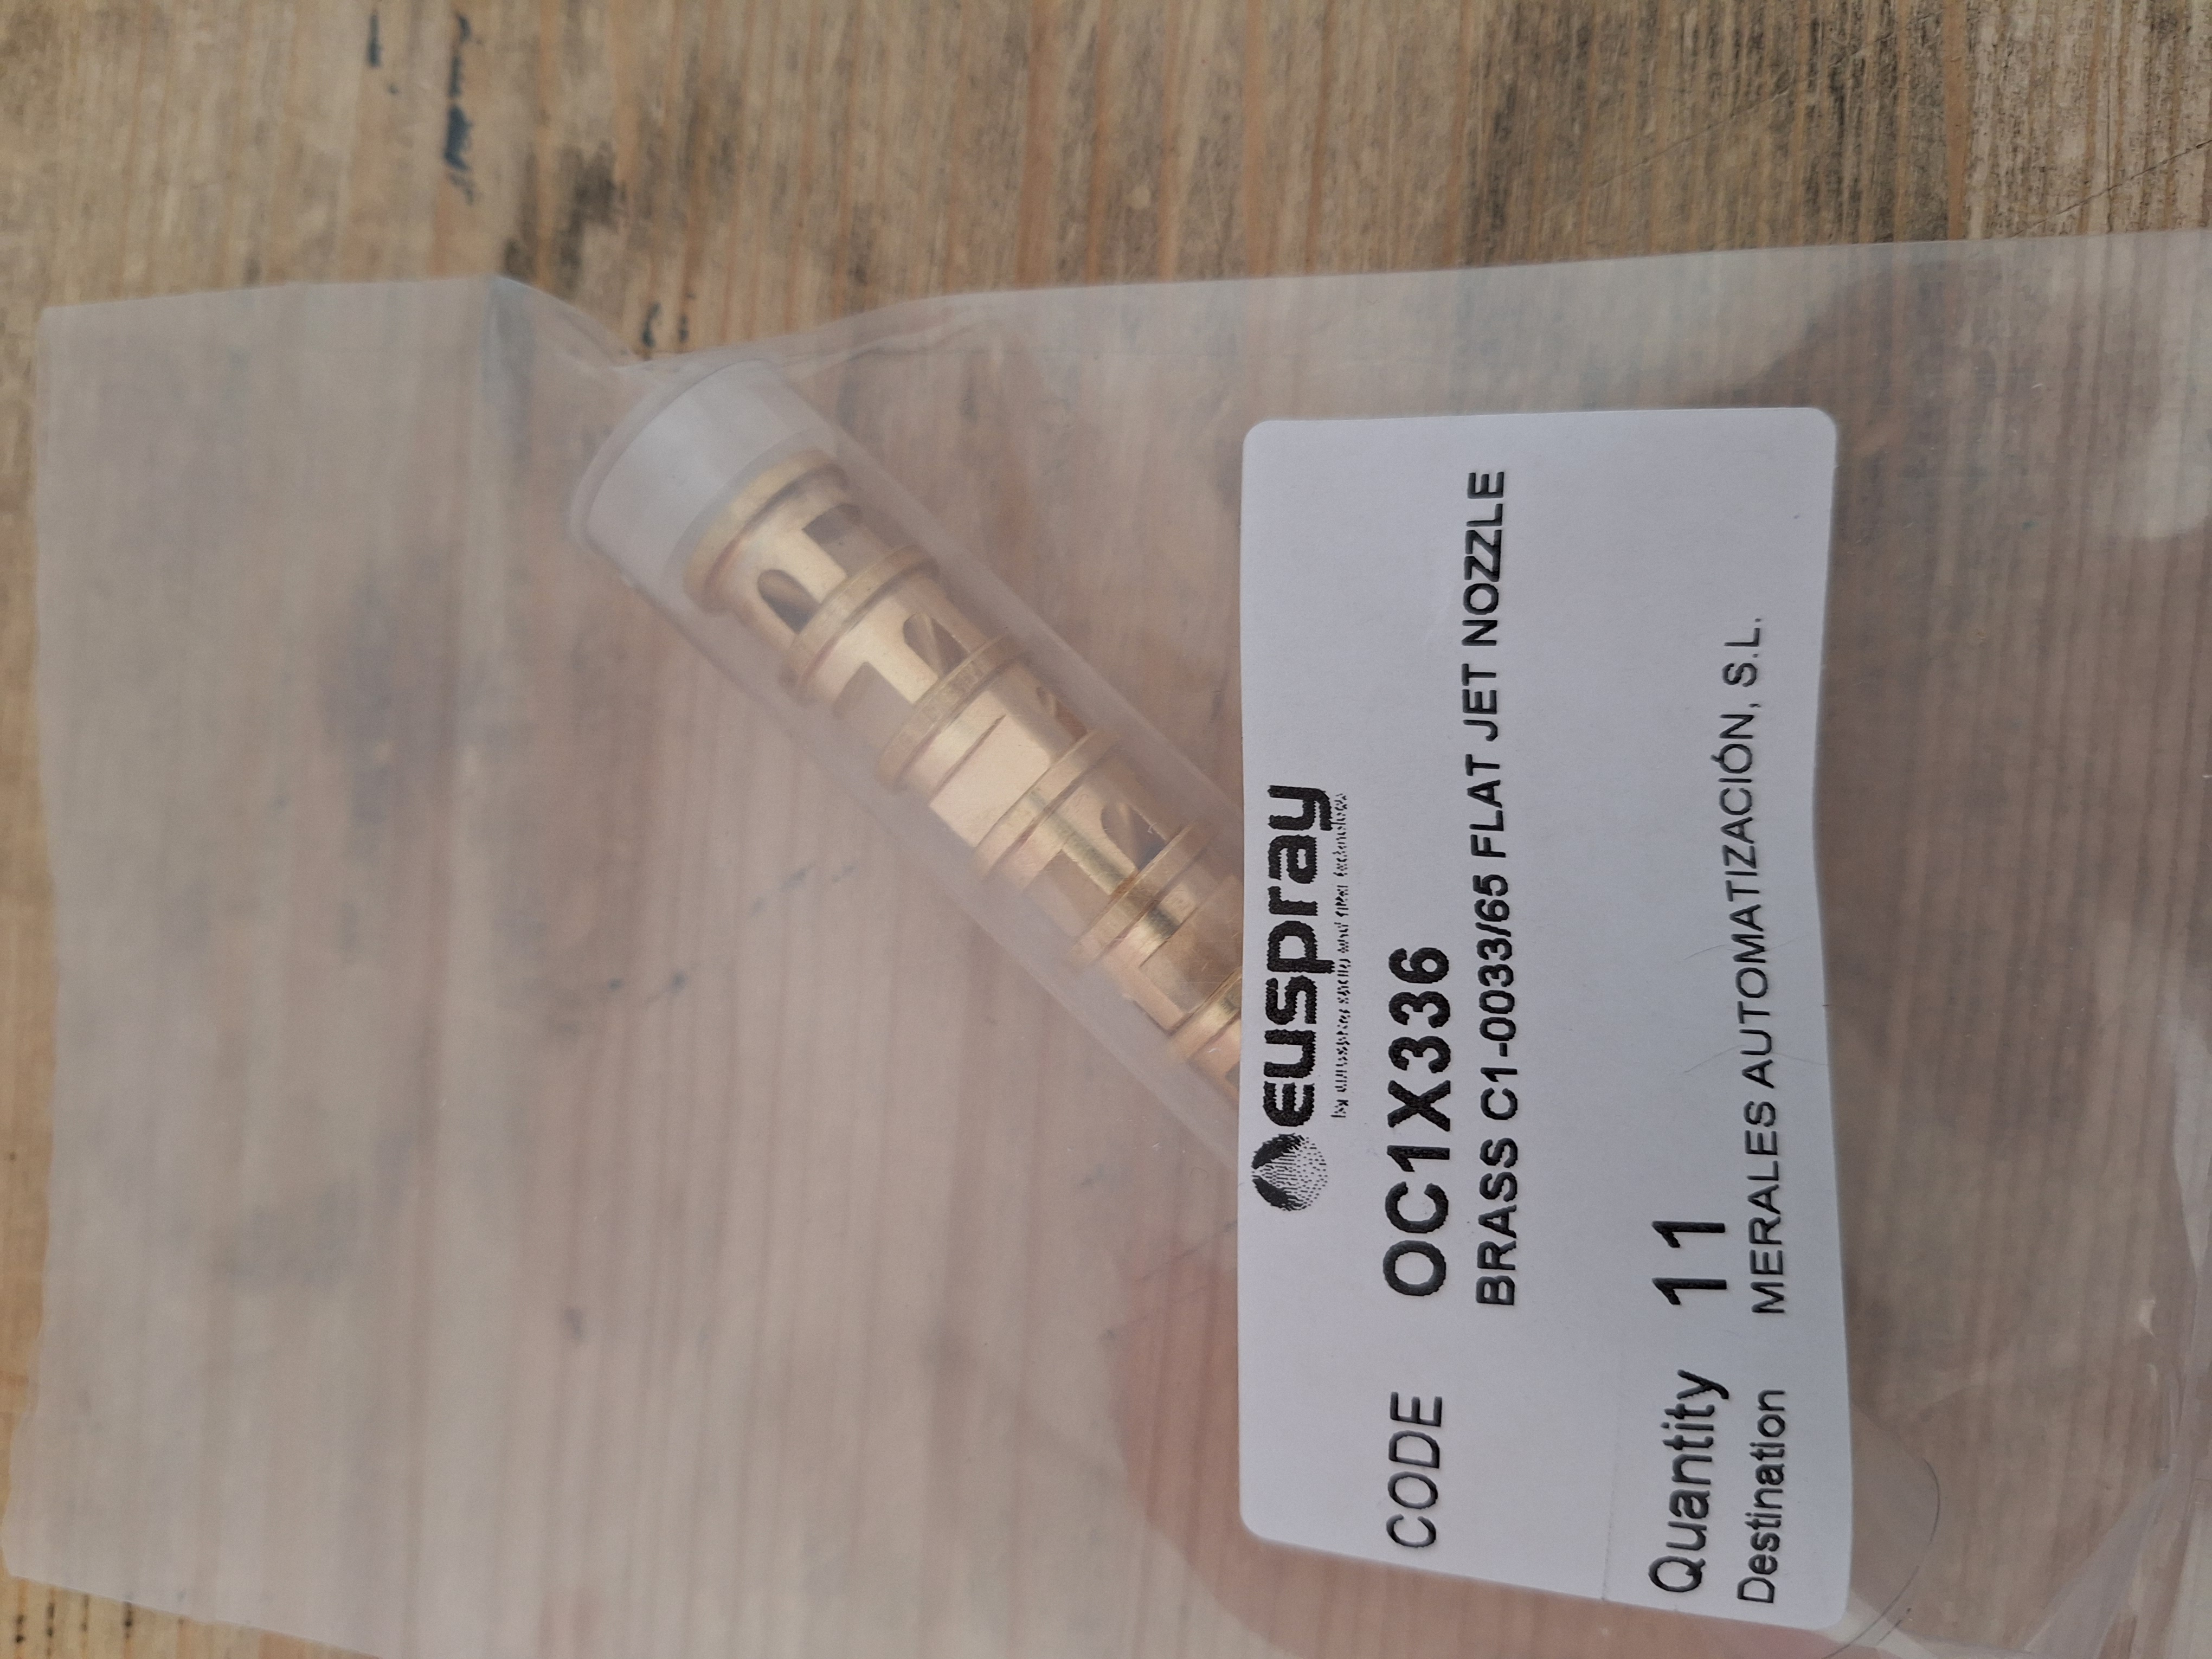 euspray
CODE OC1X336
BRASS C1-0033/65 FLAT JET NOZZLE
Quantity 11
Destination MERALES AUTOMATIZACIÓN, S.L.